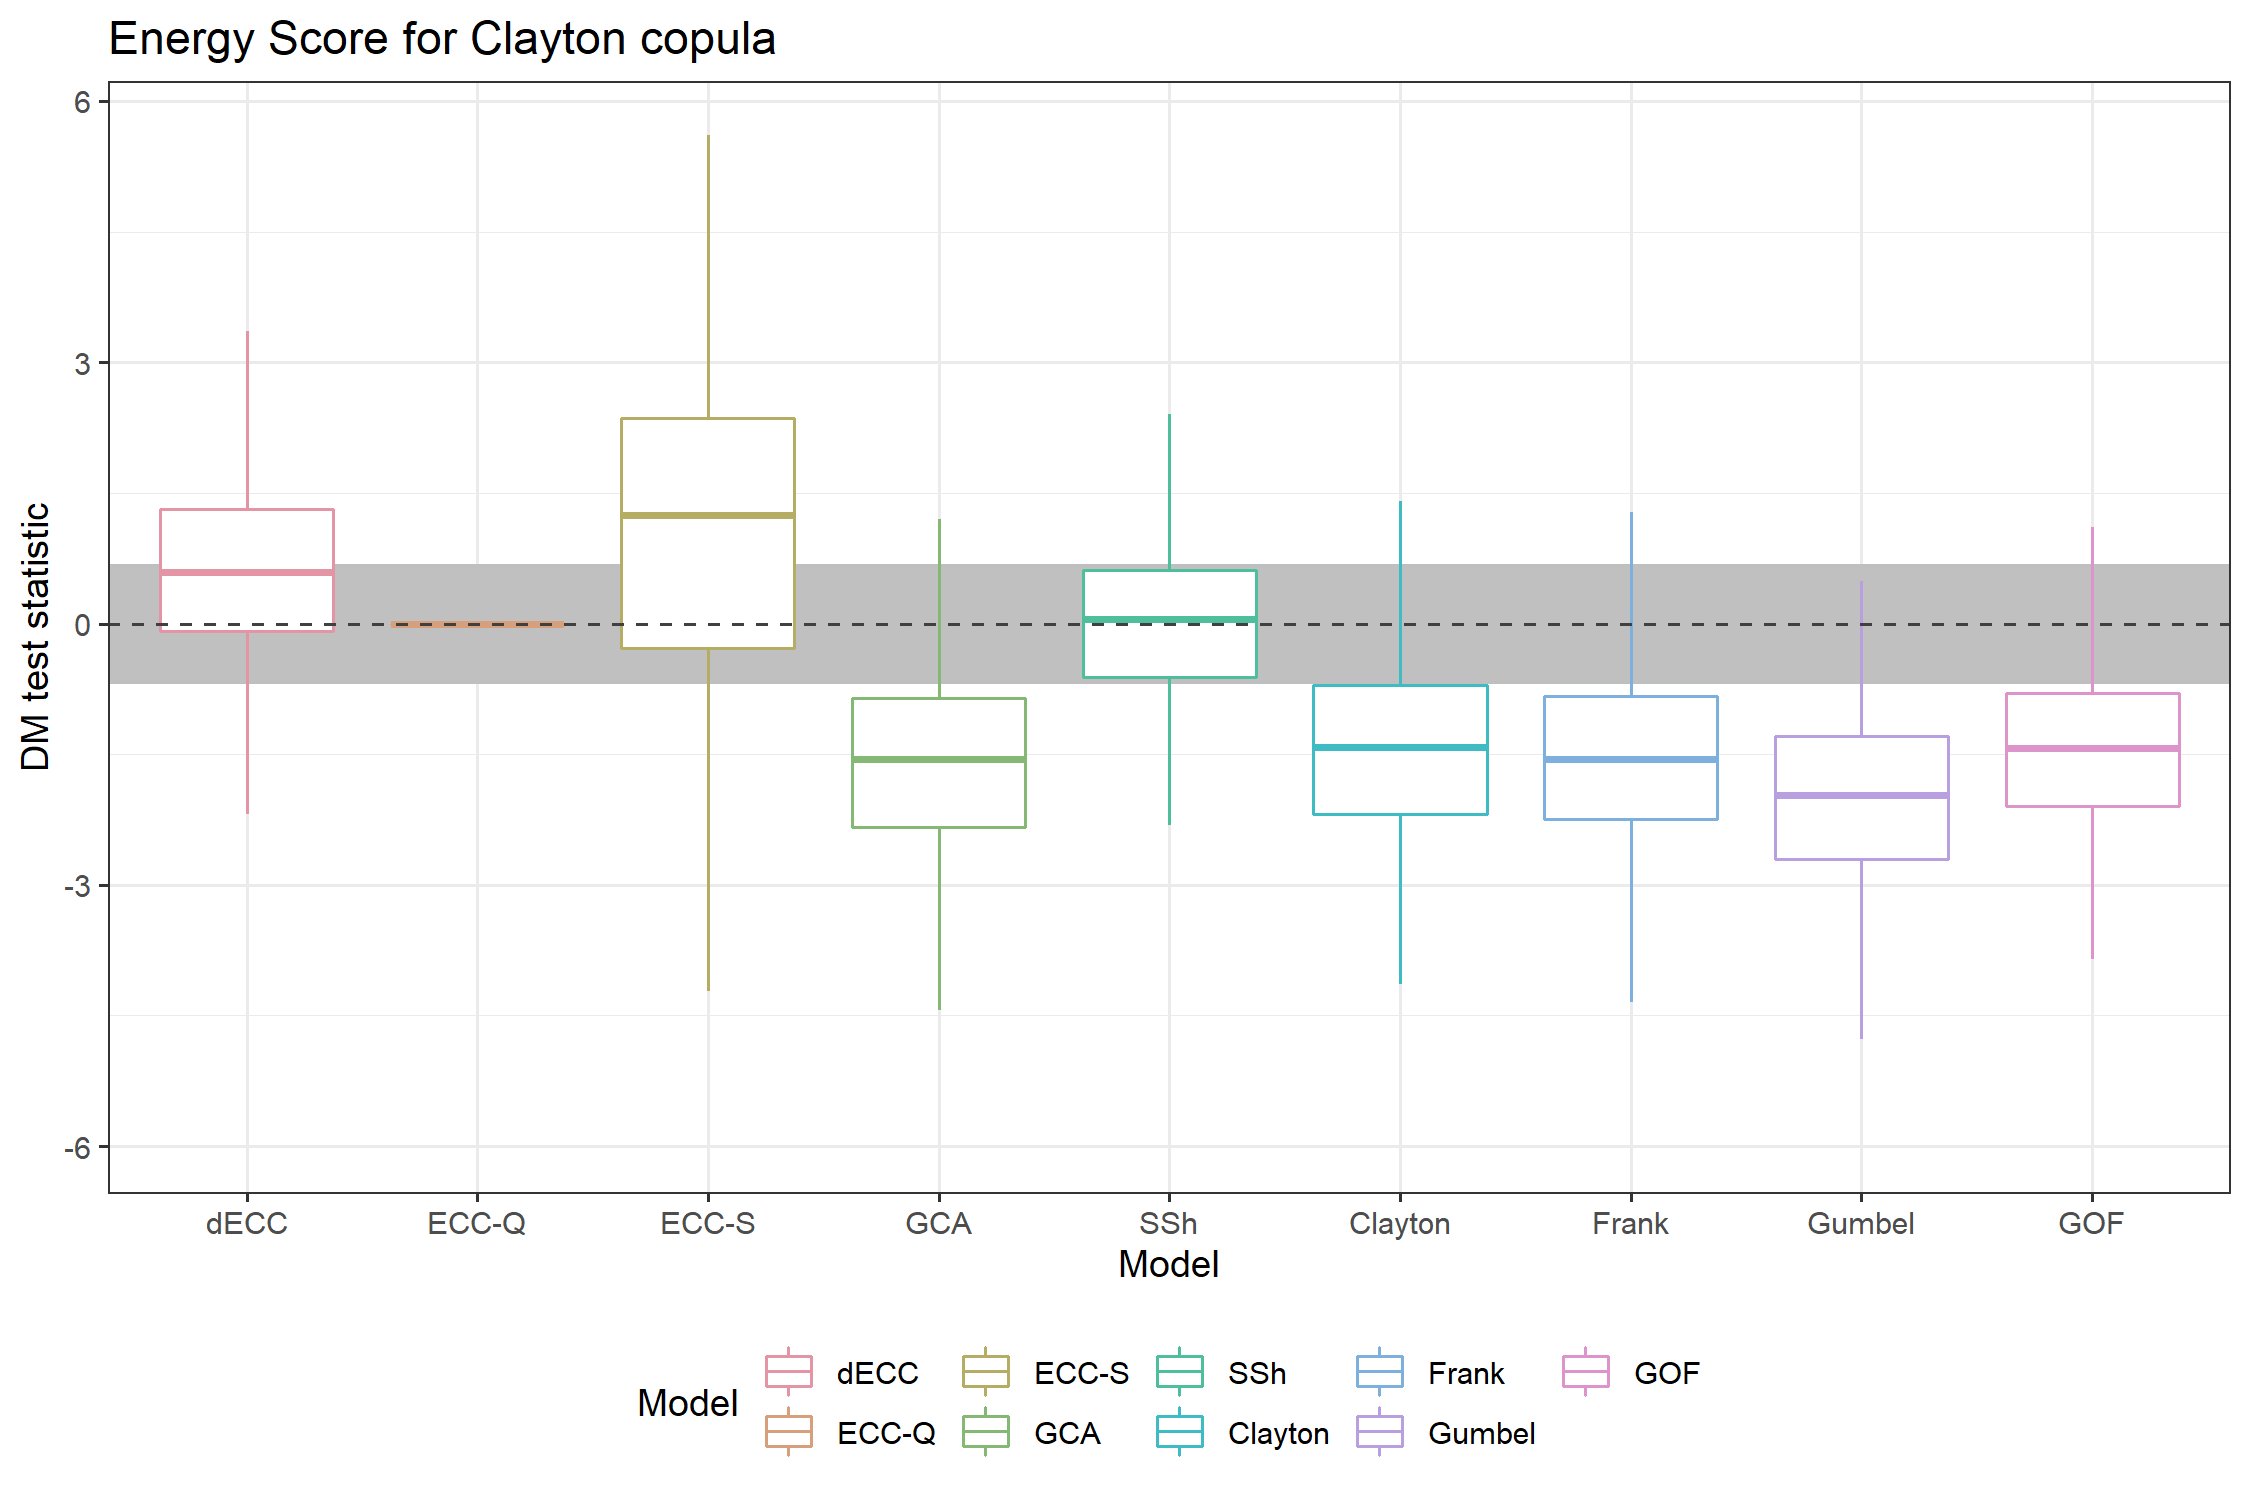 Energy Score for Clayton copula
6
3
0
-3
-6
DM test statistic
dECC ECC-Q ECC-S GCA SSh Clayton Frank Gumbel GOF
Model
Model
dECC ECC-S SSh Frank GOF
ECC-Q GCA Clayton Gumbel